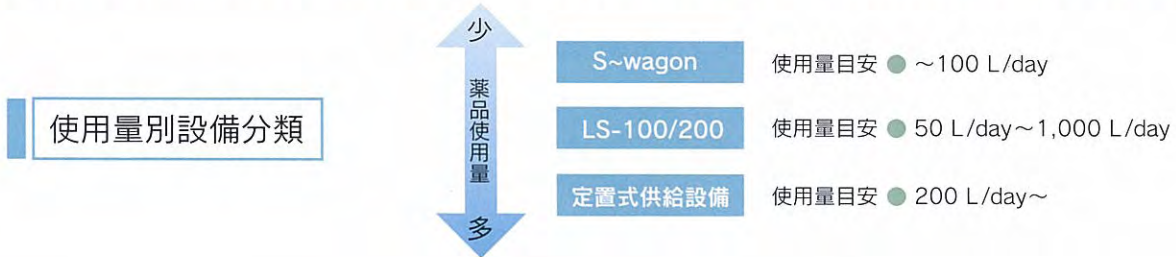 使用量別設備分類
少
薬品使用量
多
S~wagon 使用量目安 ● ～100 L/day
LS-100/200 使用量目安 ● 50 L/day～1,000 L/day
定置式供給設備 使用量目安 ● 200 L/day～